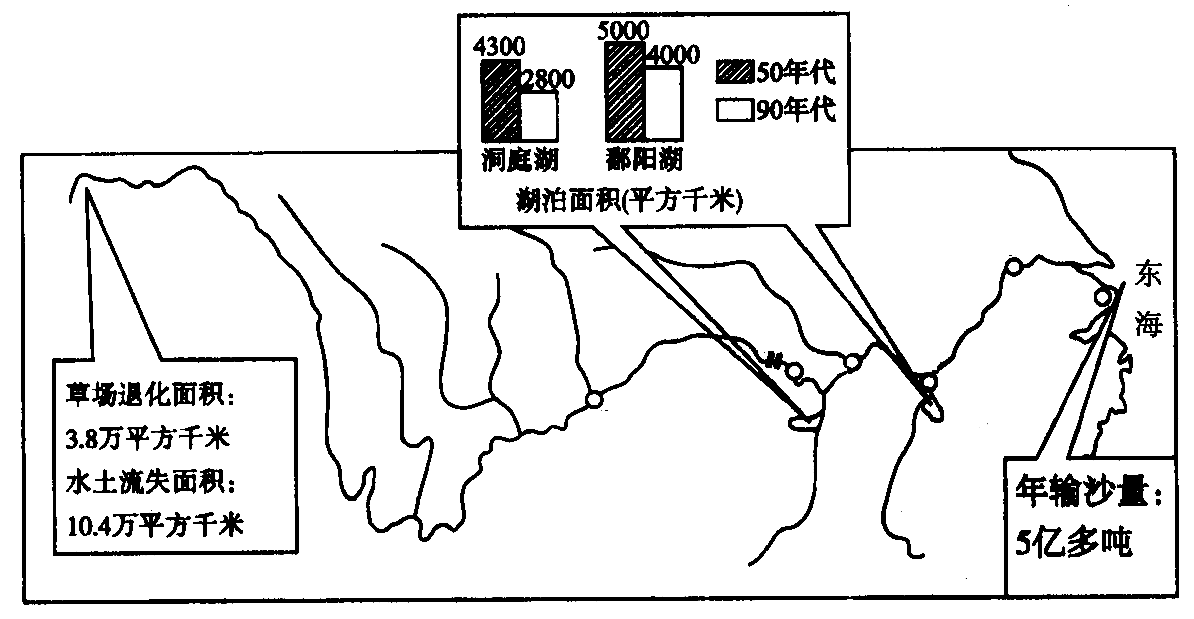 5000
4300
4000
2800
50年代
90年代
洞庭湖
鄱阳湖
湖泊面积(平方千米)
东
海
草场退化面积:
3.8万平方千米
水土流失面积:
10.4万平方千米
年输沙量:
5亿多吨